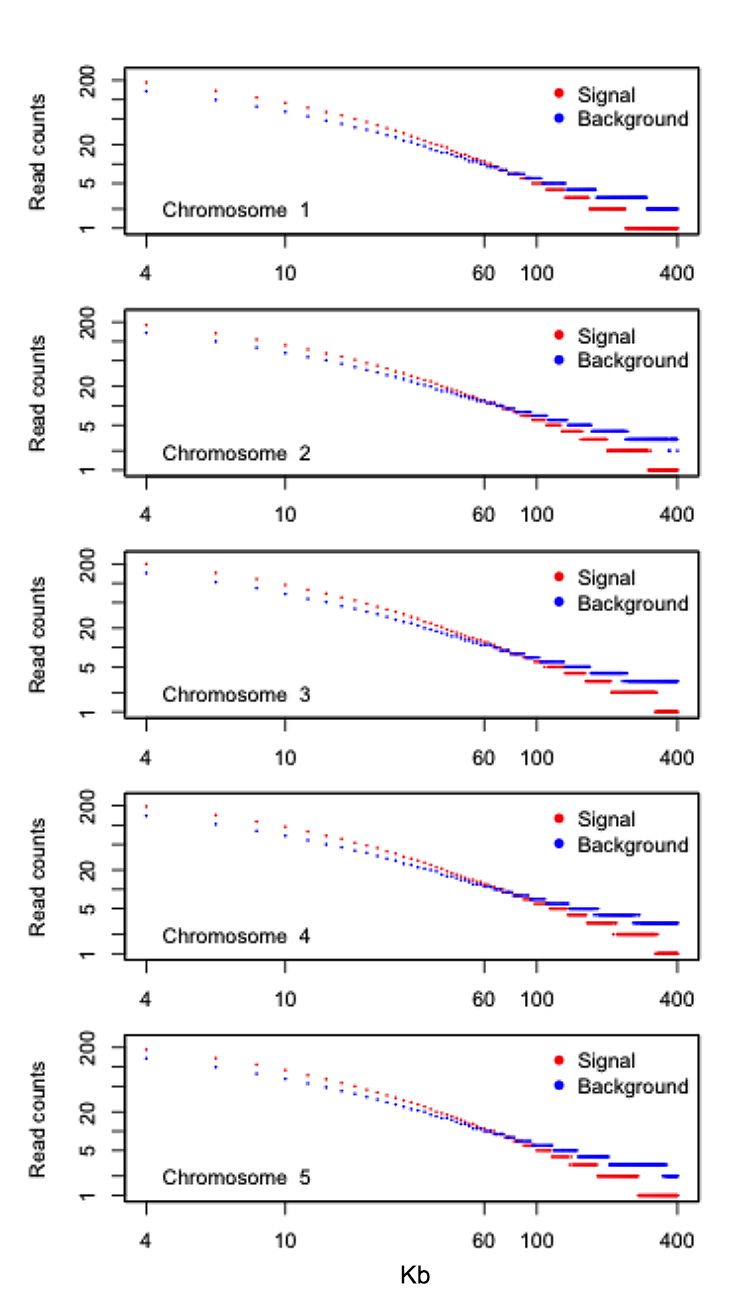 Read counts
200
20
5
1
Signal
Background
Chromosome 1
4 10 60 100 400
Read counts
200
20
5
1
Signal
Background
Chromosome 2
4 10 60 100 400
Read counts
200
20
5
1
Signal
Background
Chromosome 3
4 10 60 100 400
Read counts
200
20
5
1
Signal
Background
Chromosome 4
4 10 60 100 400
Read counts
200
20
5
1
Signal
Background
Chromosome 5
4 10 60 100 400
Kb